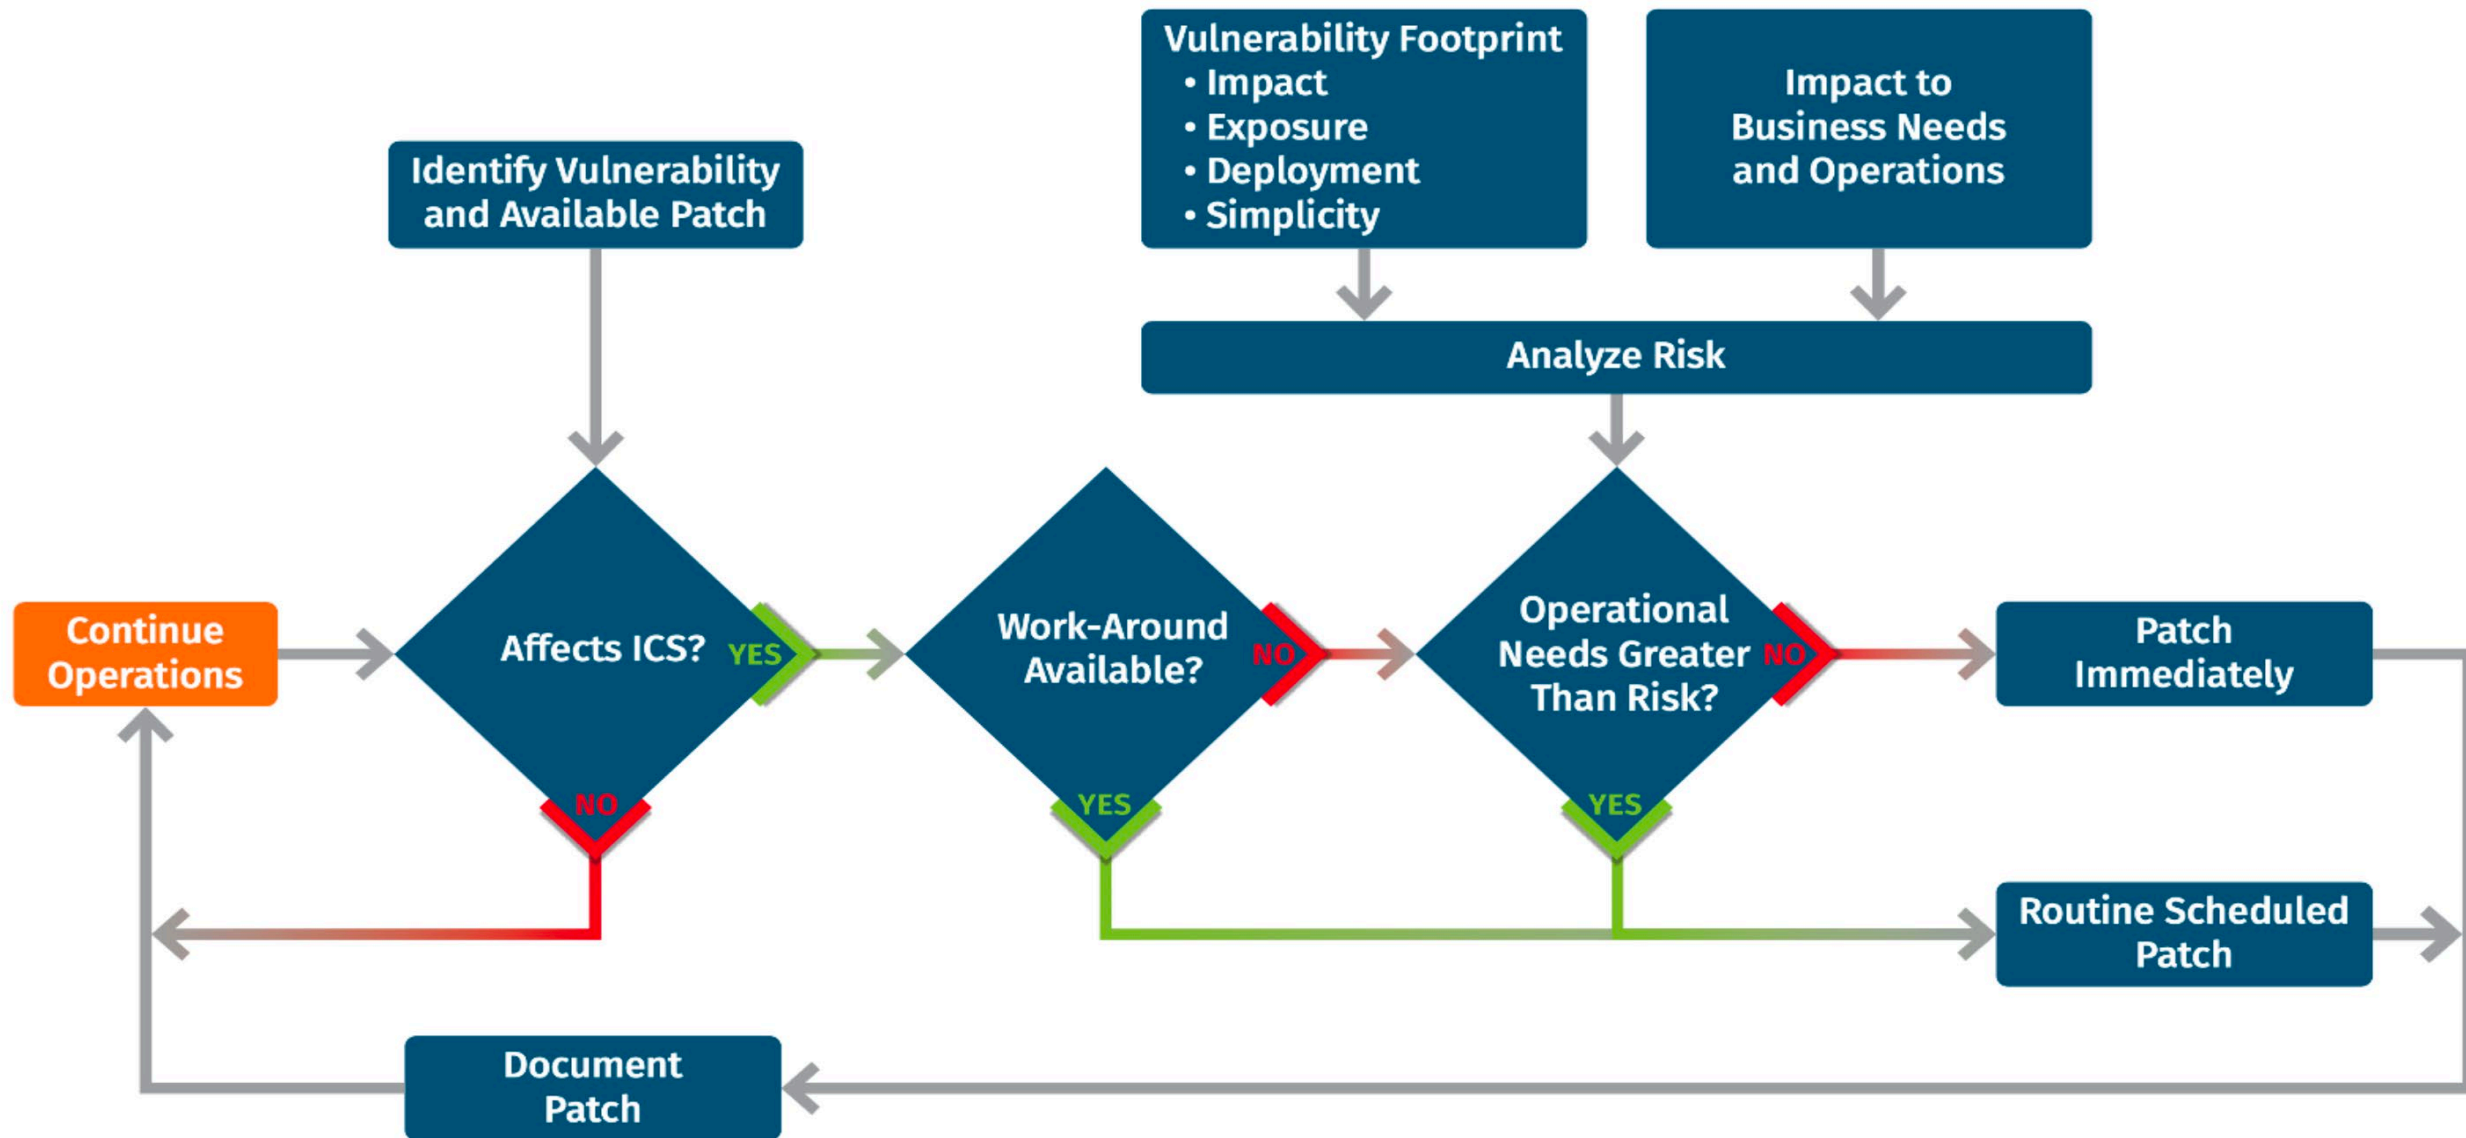 Vulnerability Footprint
• Impact
• Exposure
• Deployment
• Simplicity
Impact to
Business Needs
and Operations
Identify Vulnerability
and Available Patch
Analyze Risk
Continue
Operations
Affects ICS?
YES
NO
Work-Around
Available?
NO
YES
Operational
Needs Greater
Than Risk?
NO
YES
Patch
Immediately
Routine Scheduled
Patch
Document
Patch